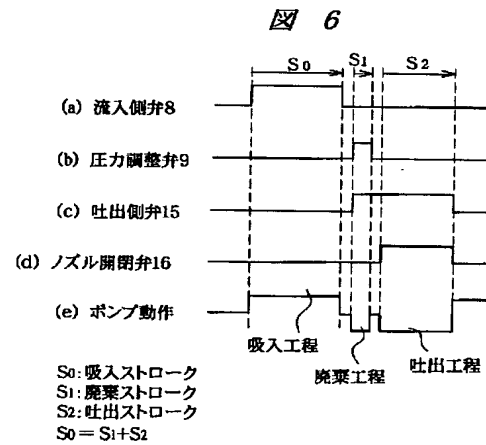 図 6
S0 S1 S2
(a) 流入側弁8
(b) 圧力調整弁9
(c) 吐出側弁15
(d) ノズル開閉弁16
(e) ポンプ動作
吸入工程
廃棄工程
吐出工程
S0:吸入ストローク
S1:廃棄ストローク
S2:吐出ストローク
S0=S1+S2